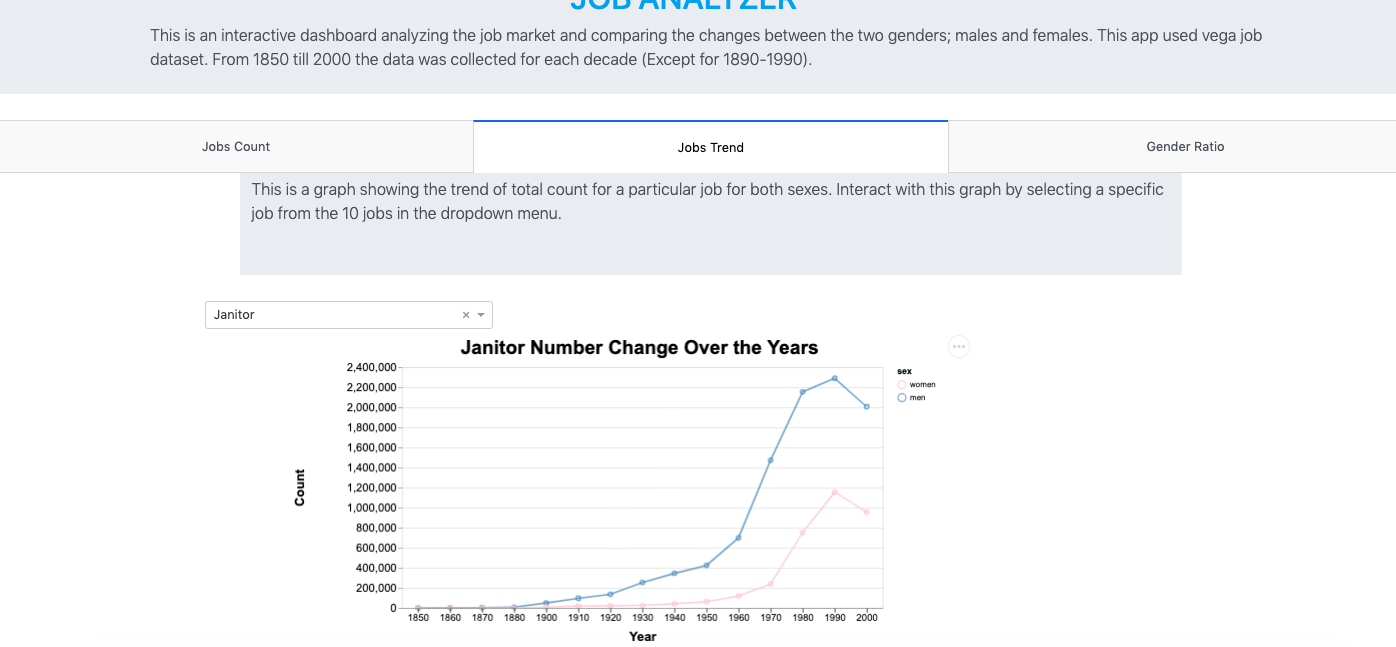 JOB ANALYZER
This is an interactive dashboard analyzing the job market and comparing the changes between the two genders; males and females. This app used vega job
dataset. From 1850 till 2000 the data was collected for each decade (Except for 1890-1990).
Jobs Count
Jobs Trend
Gender Ratio
This is a graph showing the trend of total count for a particular job for both sexes. Interact with this graph by selecting a specific
job from the 10 jobs in the dropdown menu.
Janitor
Janitor Number Change Over the Years
sex
women
men
2,400,000
2,200,000
2,000,000
1,800,000
1,600,000
1,400,000
1,200,000
1,000,000
800,000
600,000
400,000
200,000
0
Count
1850 1860 1870 1880 1900 1910 1920 1930 1940 1950 1960 1970 1980 1990 2000
Year